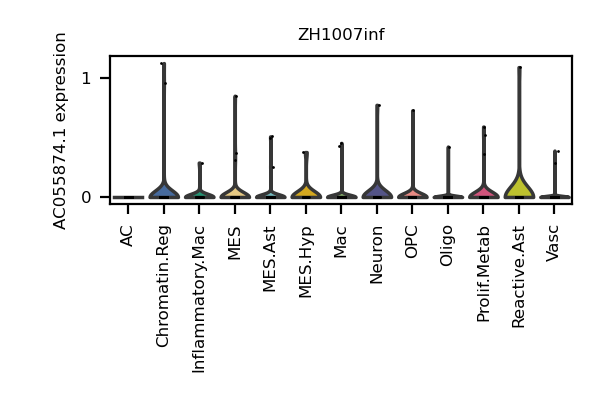 ZH1007inf
AC055874.1 expression
1
0
AC
Chromatin.Reg
Inflammatory.Mac
MES
MES.Ast
MES.Hyp
Mac
Neuron
OPC
Oligo
Prolif.Metab
Reactive.Ast
Vasc